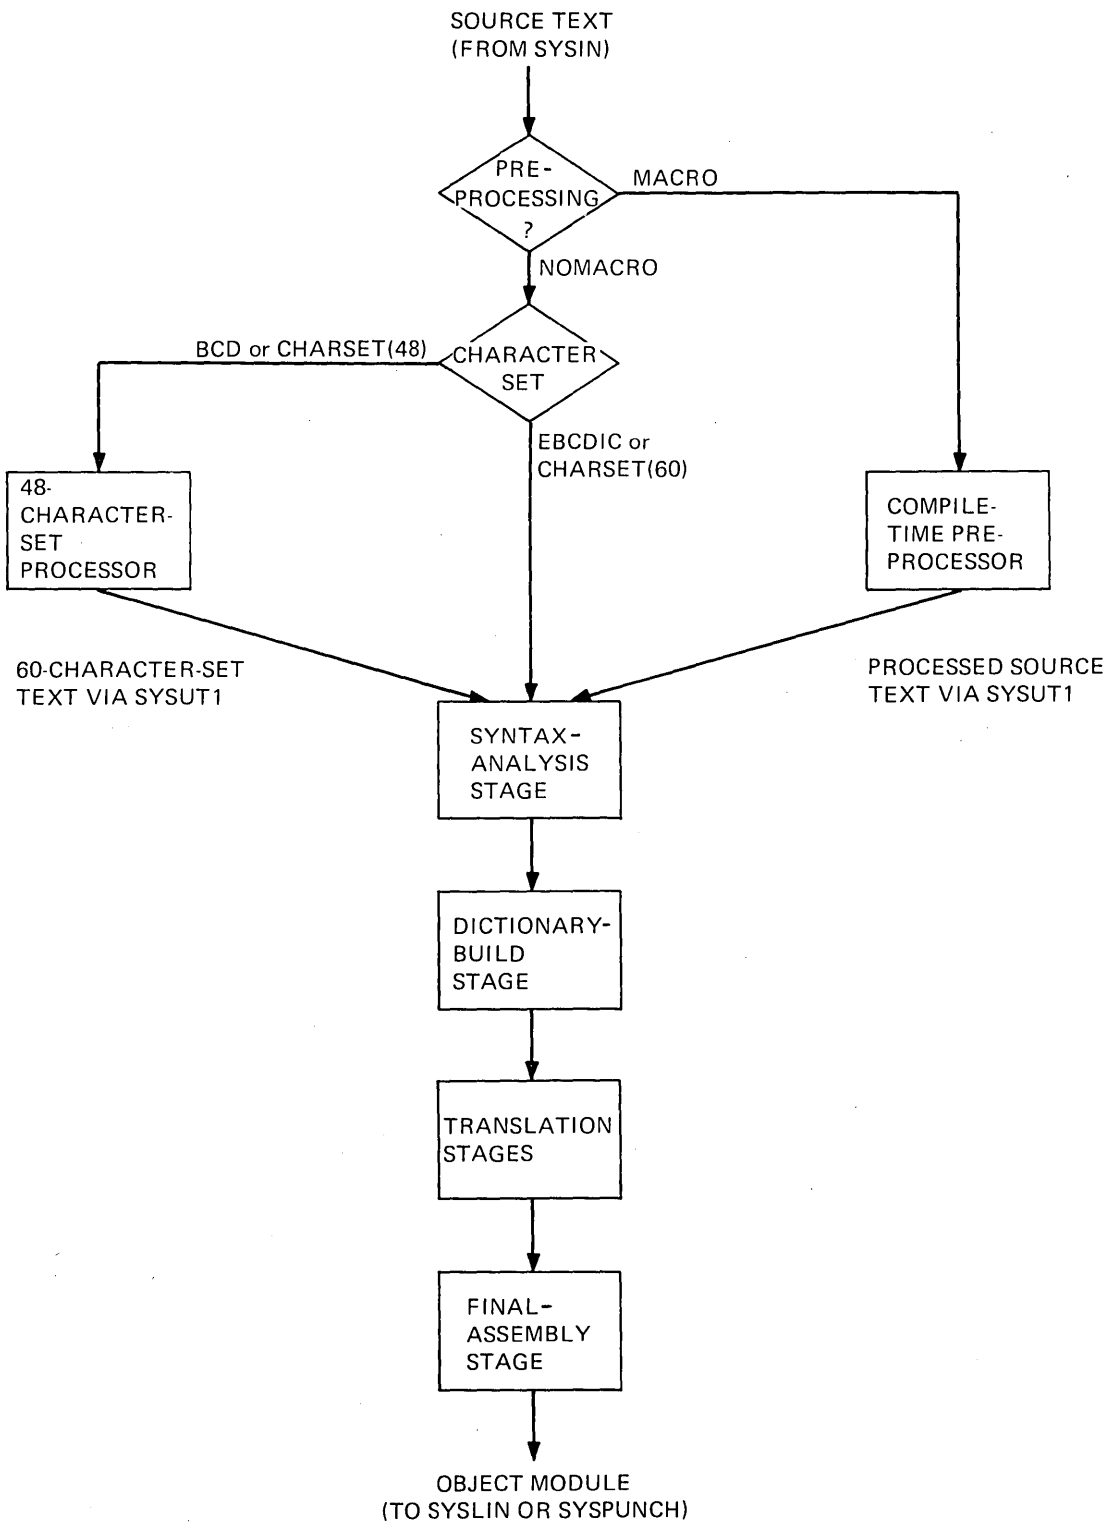 SOURCE TEXT
(FROM SYSIN)
PRE-
PROCESSING
?
MACRO
NOMACRO
BCD or CHARSET(48)
CHARACTER
SET
EBCDIC or
CHARSET(60)
48-
CHARACTER-
SET
PROCESSOR
COMPILE-
TIME PRE-
PROCESSOR
60-CHARACTER-SET
TEXT VIA SYSUT1
PROCESSED SOURCE
TEXT VIA SYSUT1
SYNTAX-
ANALYSIS
STAGE
DICTIONARY-
BUILD
STAGE
TRANSLATION
STAGES
FINAL-
ASSEMBLY
STAGE
OBJECT MODULE
(TO SYSLIN OR SYSPUNCH)